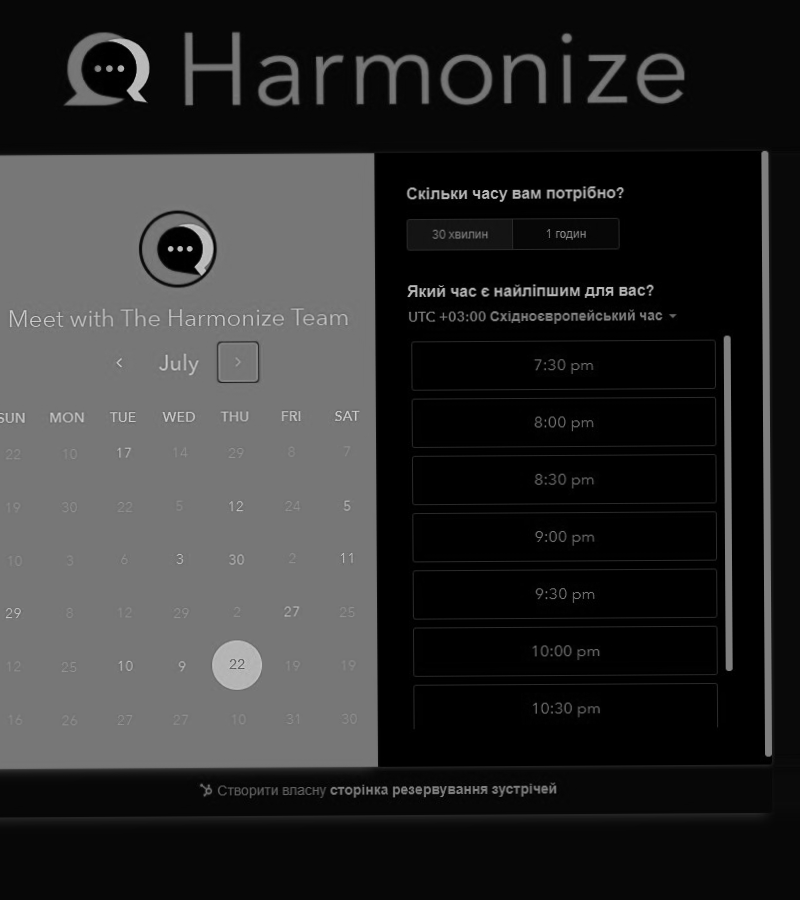 Harmonize
Meet with The Harmonize Team
July
SUN MON TUE WED THU FRI SAT
22 10 17 14 29 8 7
19 30 22 5 12 24 5
10 3 6 3 30 2 11
29 8 12 29 2 27 25
12 25 10 9 22 19 19
16 26 27 27 10 31 30
Скільки часу вам потрібно?
30 хвилин 1 годин
Який час є найліпшим для вас?
UTC +03:00 Східноєвропейський час
7:30 pm
8:00 pm
8:30 pm
9:00 pm
9:30 pm
10:00 pm
10:30 pm
Створити власну сторінка резервування зустрічей